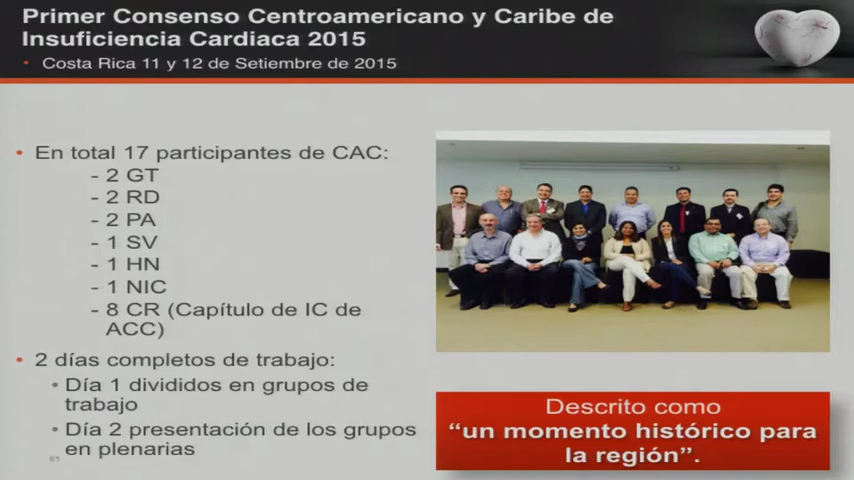 Primer Consenso Centroamericano y Caribe de
Insuficiencia Cardiaca 2015
• Costa Rica 11 y 12 de Setiembre de 2015
• En total 17 participantes de CAC:
- 2 GT
- 2 RD
- 2 PA
- 1 SV
- 1 HN
- 1 NIC
- 8 CR (Capítulo de IC de
ACC)
• 2 días completos de trabajo:
• Día 1 divididos en grupos de
trabajo
• Día 2 presentación de los grupos
en plenarias
61
Descrito como
“un momento histórico para
la región”.